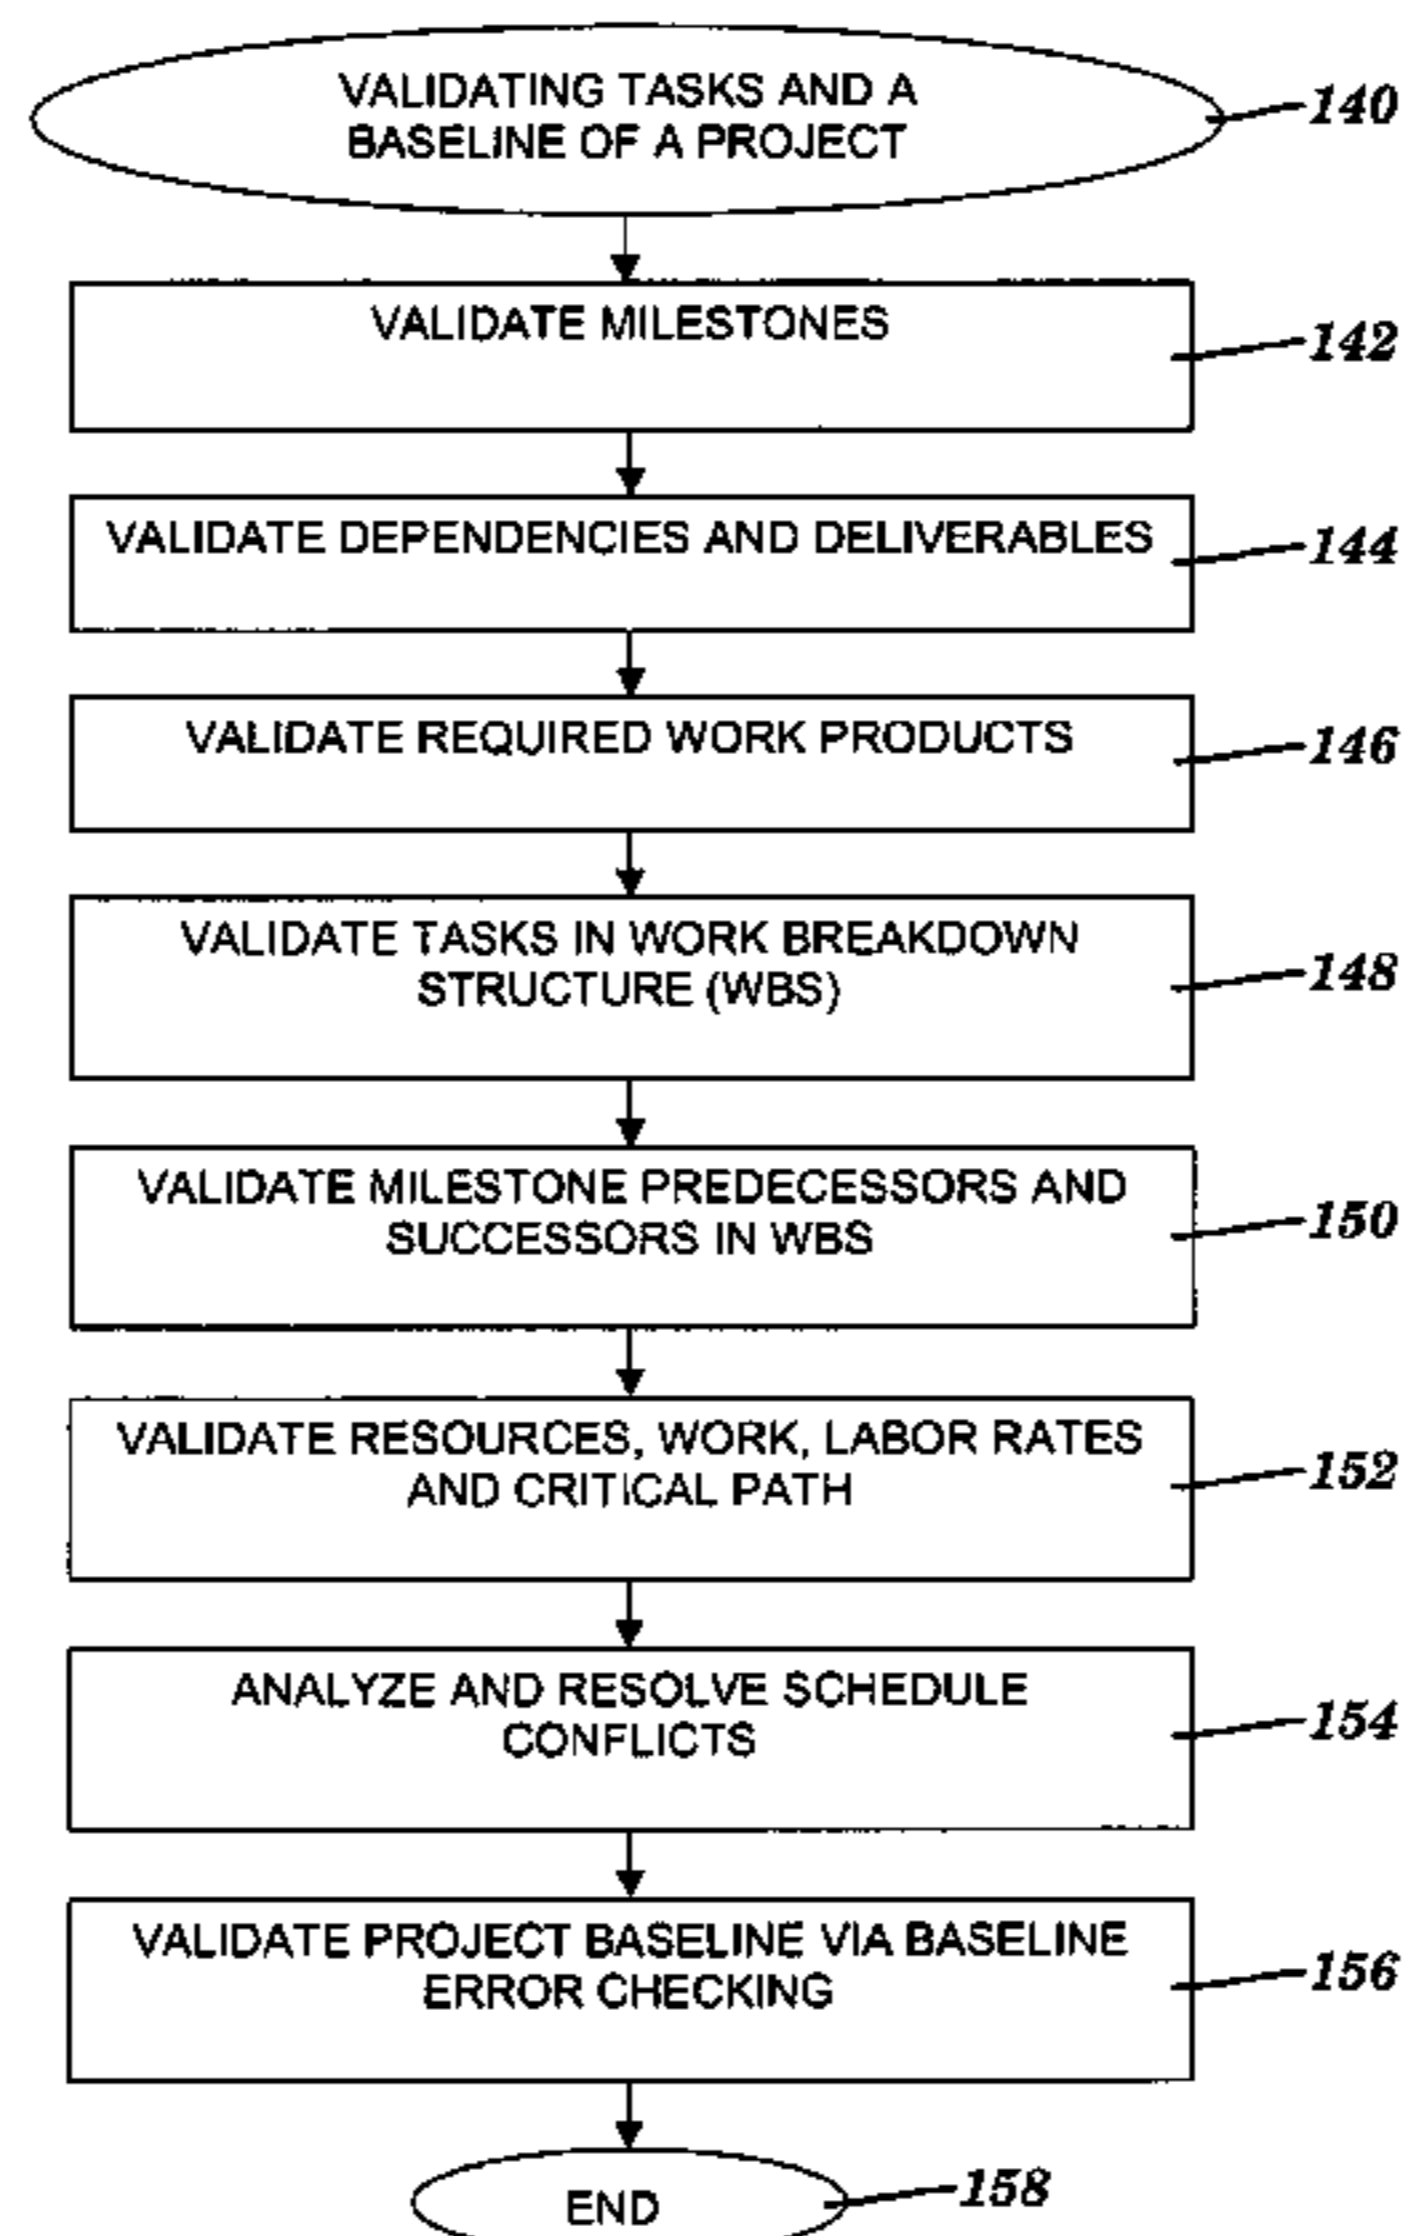 VALIDATING TASKS AND A
BASELINE OF A PROJECT
140
VALIDATE MILESTONES
142
VALIDATE DEPENDENCIES AND DELIVERABLES
144
VALIDATE REQUIRED WORK PRODUCTS
146
VALIDATE TASKS IN WORK BREAKDOWN
STRUCTURE (WBS)
148
VALIDATE MILESTONE PREDECESSORS AND
SUCCESSORS IN WBS
150
VALIDATE RESOURCES, WORK, LABOR RATES
AND CRITICAL PATH
152
ANALYZE AND RESOLVE SCHEDULE
CONFLICTS
154
VALIDATE PROJECT BASELINE VIA BASELINE
ERROR CHECKING
156
END
158